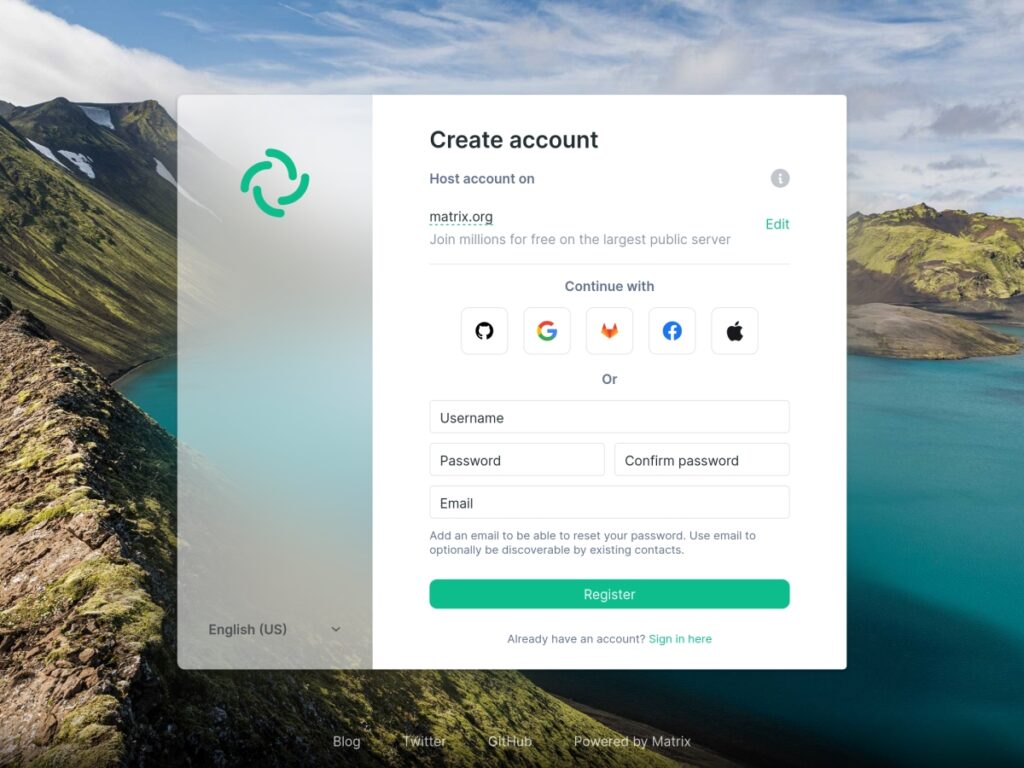 Create account
Host account on
matrix.org
Edit
Join millions for free on the largest public server
Continue with
Or
Username
Password
Confirm password
Email
Add an email to be able to reset your password. Use email to
optionally be discoverable by existing contacts.
Register
Already have an account? Sign in here
English (US)
Blog
Twitter
GitHub
Powered by Matrix